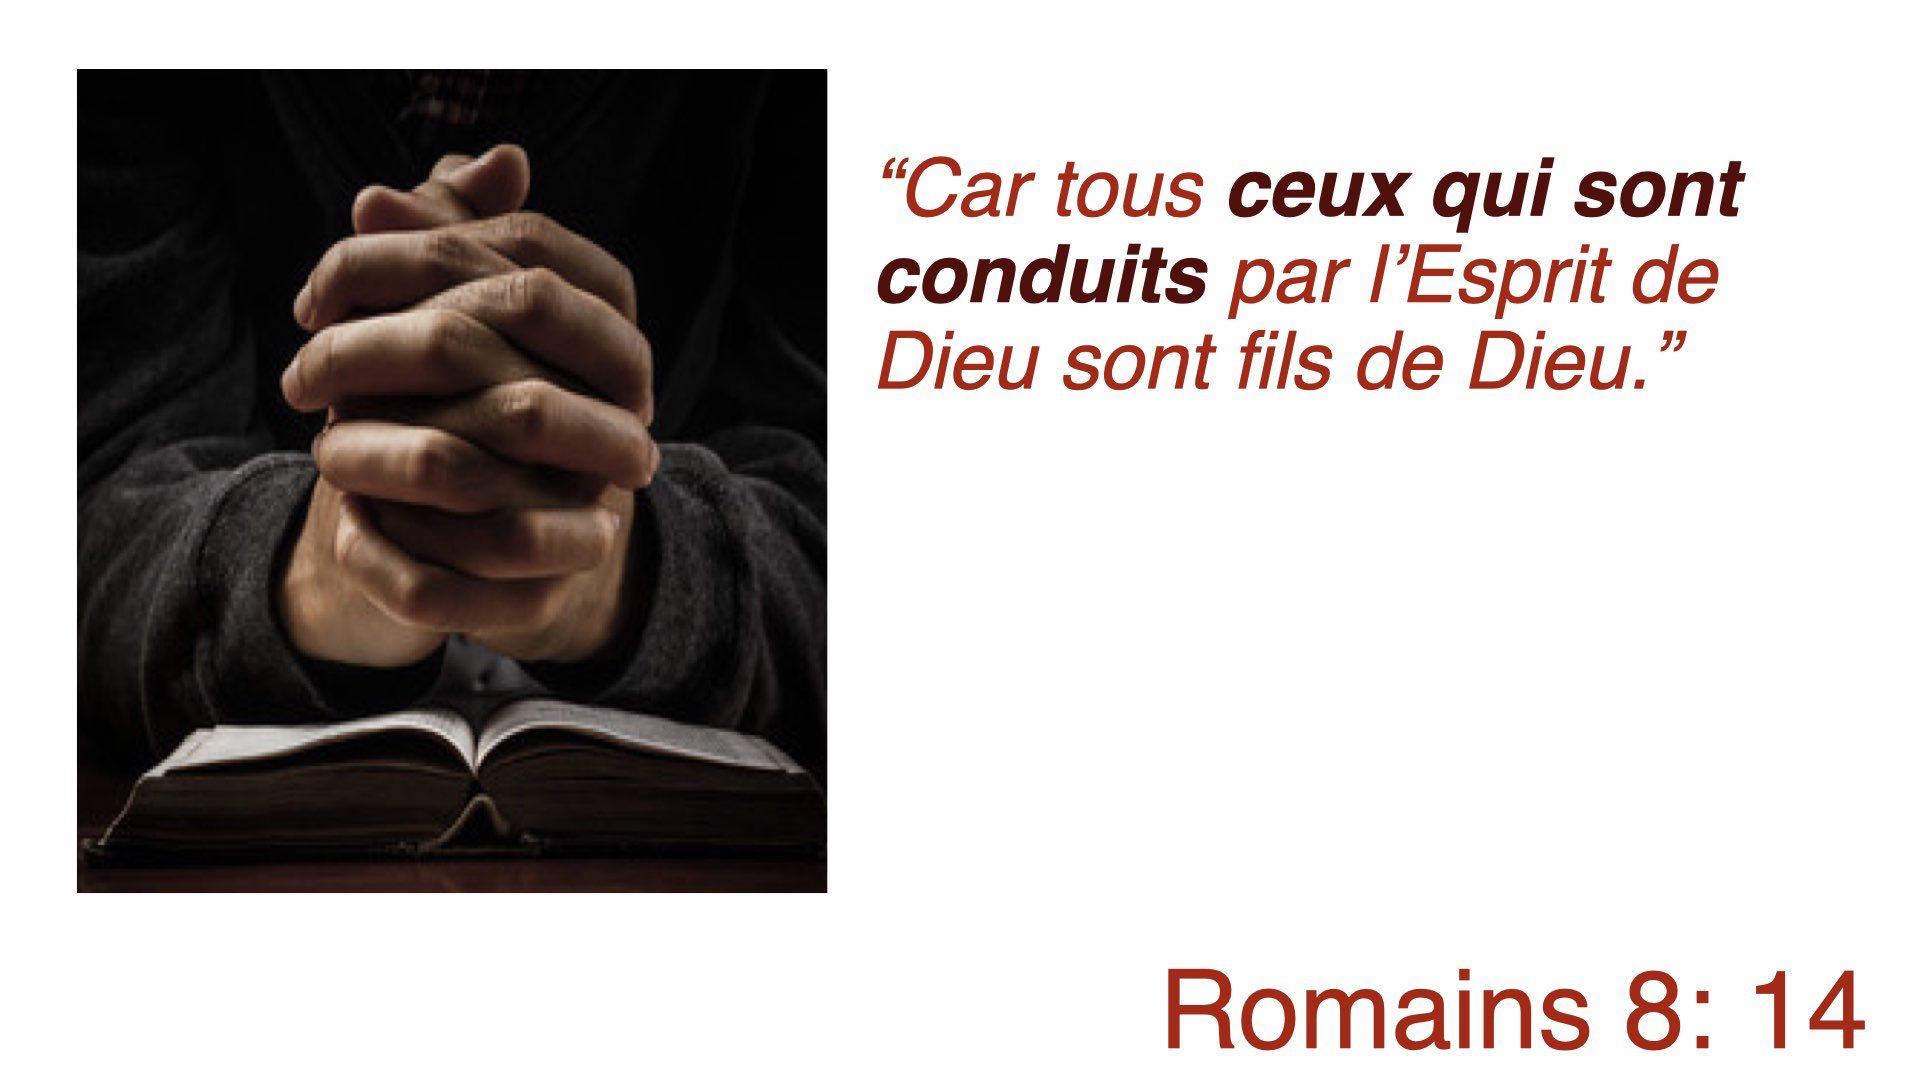 “Car tous ceux qui sont
conduits par l’Esprit de
Dieu sont fils de Dieu.”
Romains 8: 14